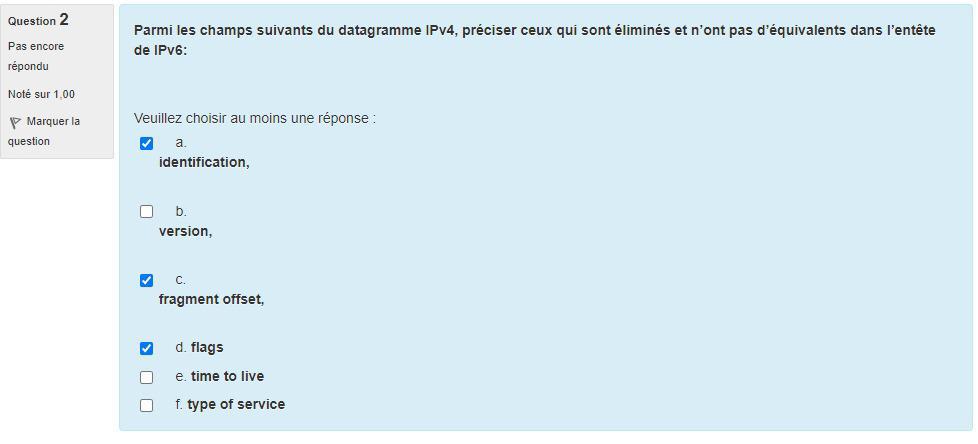 Question 2
Pas encore
répondu
Noté sur 1,00
Marquer la
question
Parmi les champs suivants du datagramme IPv4, préciser ceux qui sont éliminés et n'ont pas d'équivalents dans l'entête
de IPv6:
Veuillez choisir au moins une réponse :
a.
identification,
b.
version,
c.
fragment offset,
d. flags
e. time to live
f. type of service